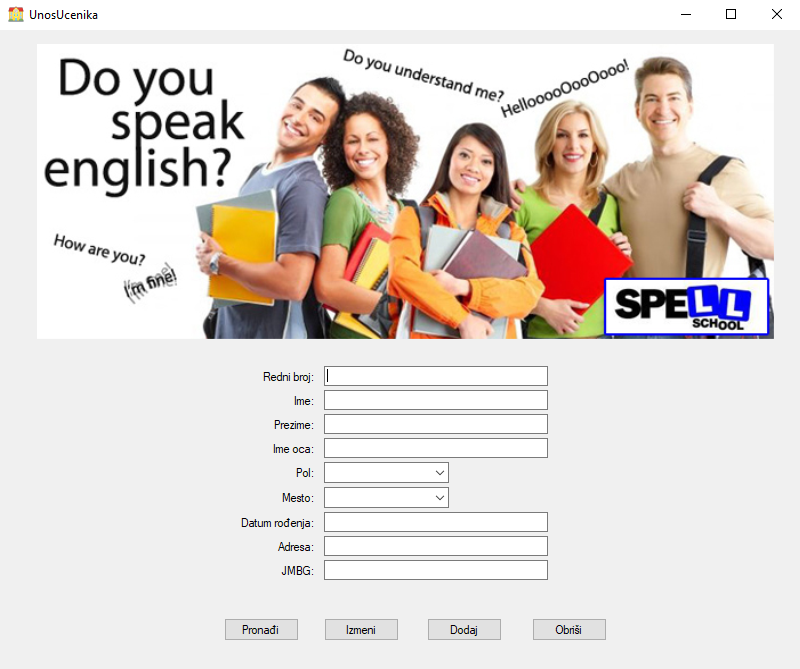 UnosUcenika
Do you
speak
english?
Do you understand me?
HellooooOooOooo!
How are you?
I'm fine!
SPELL
SCHOOL
Redni broj:
Ime:
Prezime:
Ime oca:
Pol:
Mesto:
Datum rođenja:
Adresa:
JMBG:
Pronađi
Izmeni
Dodaj
Obriši